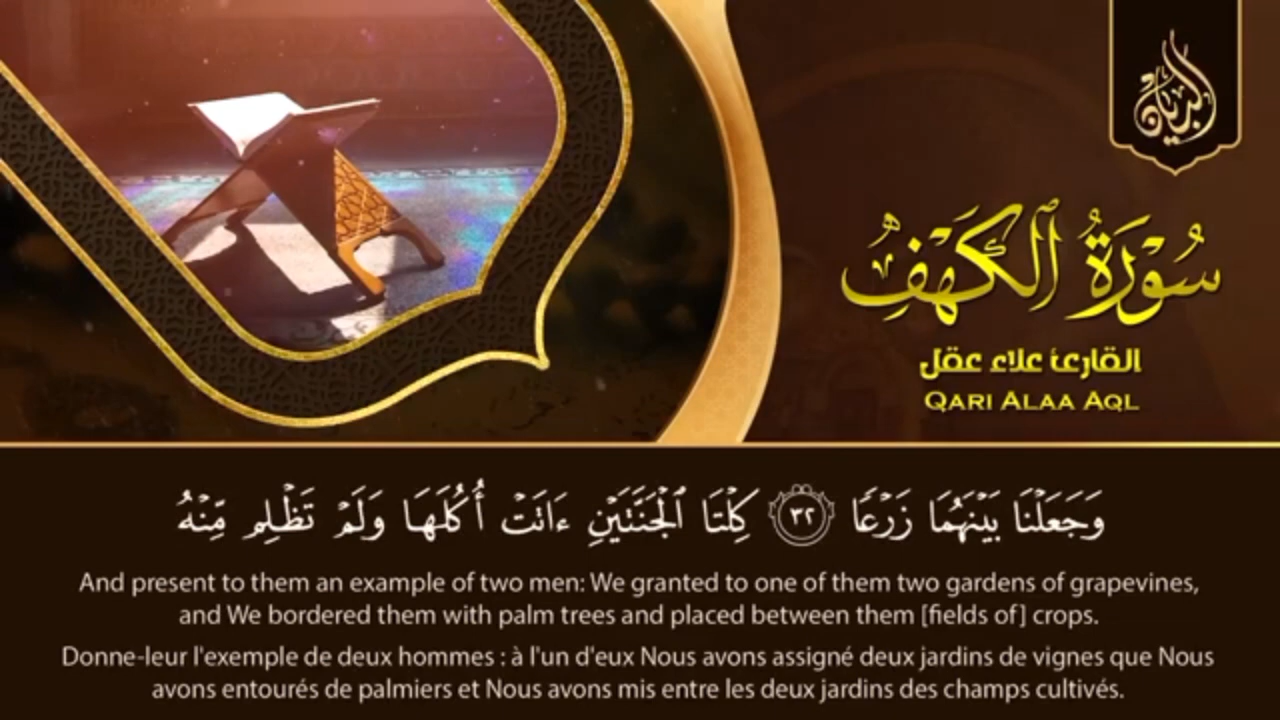 الريان
سُورَةُ الكَهْفِ
القارئ علاء عقل
QARI ALAA AQL
وَجَعَلْنَا بَيْنَهُمَا زَرْعًا ٣٢ كِلْتَا ٱلْجَنَّتَيْنِ ءَاتَتْ أُكُلَهَا وَلَمْ تَظْلِم مِّنْهُ
And present to them an example of two men: We granted to one of them two gardens of grapevines,
and We bordered them with palm trees and placed between them [fields of] crops.
Donne-leur l'exemple de deux hommes : à l'un d'eux Nous avons assigné deux jardins de vignes que Nous
avons entourés de palmiers et Nous avons mis entre les deux jardins des champs cultivés.